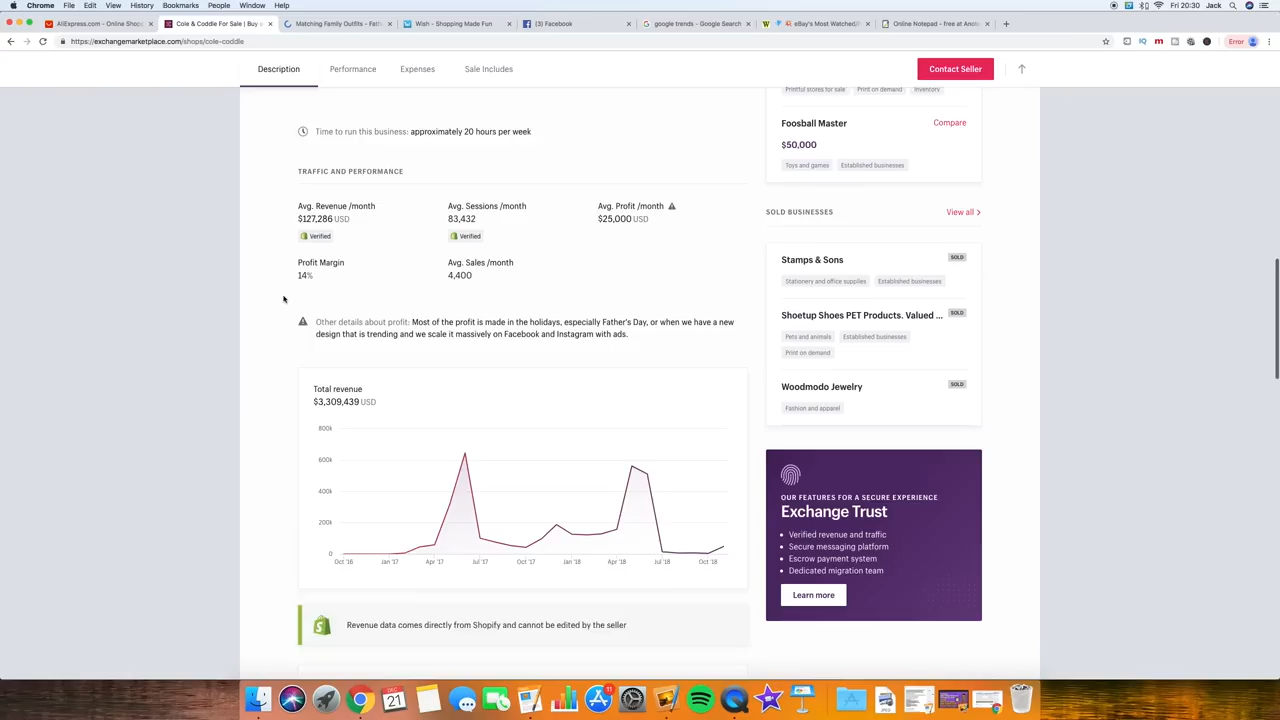 Chrome File Edit View History Bookmarks People Window Help
Fri 20:30 Jack
AliExpress.com - Online Shopp
Cole & Coddle For Sale | Buy o
Matching Family Outfits - Fath
Wish - Shopping Made Fun
(3) Facebook
google trends - Google Search
eBay's Most Watched
Online Notepad - free at Anot
https://exchangemarketplace.com/shops/cole-coddle
Error
Description
Performance
Expenses
Sale Includes
Contact Seller
Time to run this business: approximately 20 hours per week
TRAFFIC AND PERFORMANCE
Avg. Revenue /month
$127,286 USD
Verified
Avg. Sessions /month
83,432
Verified
Avg. Profit /month
$25,000 USD
Profit Margin
14%
Avg. Sales /month
4,400
Other details about profit: Most of the profit is made in the holidays, especially Father's Day, or when we have a new
design that is trending and we scale it massively on Facebook and Instagram with ads.
Total revenue
$3,309,439 USD
800k
600k
400k
200k
0
Oct '16 Jan '17 Apr '17 Jul '17 Oct '17 Jan '18 Apr '18 Jul '18 Oct '18
Revenue data comes directly from Shopify and cannot be edited by the seller
Printful stores for sale Print on demand Inventory
Foosball Master
Compare
$50,000
Toys and games Established businesses
SOLD BUSINESSES
View all
Stamps & Sons
SOLD
Stationery and office supplies Established businesses
Shoetup Shoes PET Products. Valued ...
SOLD
Pets and animals Established businesses
Print on demand
Woodmodo Jewelry
SOLD
Fashion and apparel
OUR FEATURES FOR A SECURE EXPERIENCE
Exchange Trust
• Verified revenue and traffic
• Secure messaging platform
• Escrow payment system
• Dedicated migration team
Learn more
DEC
21
11